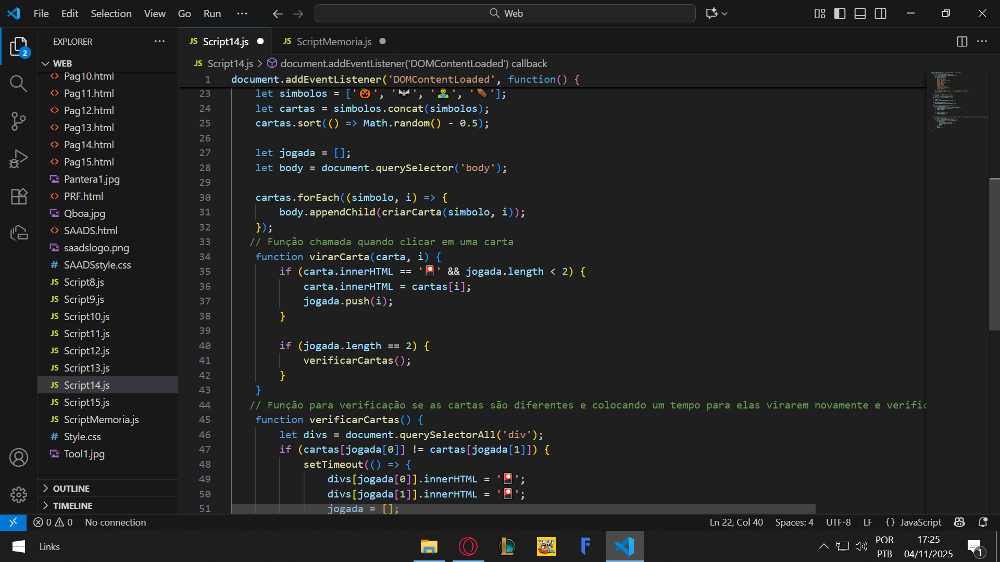 File Edit Selection View Go Run ··· Web
EXPLORER ···
WEB
Pag10.html
Pag11.html
Pag12.html
Pag13.html
Pag14.html
Pag15.html
Pantera1.jpg
PRF.html
Qboa.jpg
SAADS.html
saadslogo.png
SAADSstyle.css
Script8.js
Script9.js
Script10.js
Script11.js
Script12.js
Script13.js
Script14.js
Script15.js
ScriptMemoria.js
Style.css
Tool1.jpg
OUTLINE
TIMELINE
2
JS Script14.js JS ScriptMemoria.js
JS Script14.js > document.addEventListener('DOMContentLoaded') callback
1 document.addEventListener('DOMContentLoaded', function() {
23 let simbolos = ['🎃', '🦇', '🧟‍♂️', '⚰️'];
24 let cartas = simbolos.concat(simbolos);
25 cartas.sort(() => Math.random() - 0.5);
26
27 let jogada = [];
28 let body = document.querySelector('body');
29
30 cartas.forEach((simbolo, i) => {
31 body.appendChild(criarCarta(simbolo, i));
32 });
33 // Função chamada quando clicar em uma carta
34 function virarCarta(carta, i) {
35 if (carta.innerHTML == '🎴' && jogada.length < 2) {
36 carta.innerHTML = cartas[i];
37 jogada.push(i);
38 }
39
40 if (jogada.length == 2) {
41 verificarCartas();
42 }
43 }
44 // Função para verificação se as cartas são diferentes e colocando um tempo para elas virarem novamente e verific
45 function verificarCartas() {
46 let divs = document.querySelectorAll('div');
47 if (cartas[jogada[0]] != cartas[jogada[1]]) {
48 setTimeout(() => {
49 divs[jogada[0]].innerHTML = '🎴';
50 divs[jogada[1]].innerHTML = '🎴';
51 jogada = [];
0 0 No connection Ln 22, Col 40 Spaces: 4 UTF-8 LF {} JavaScript
Links
POR
PTB
17:25
04/11/2025
1